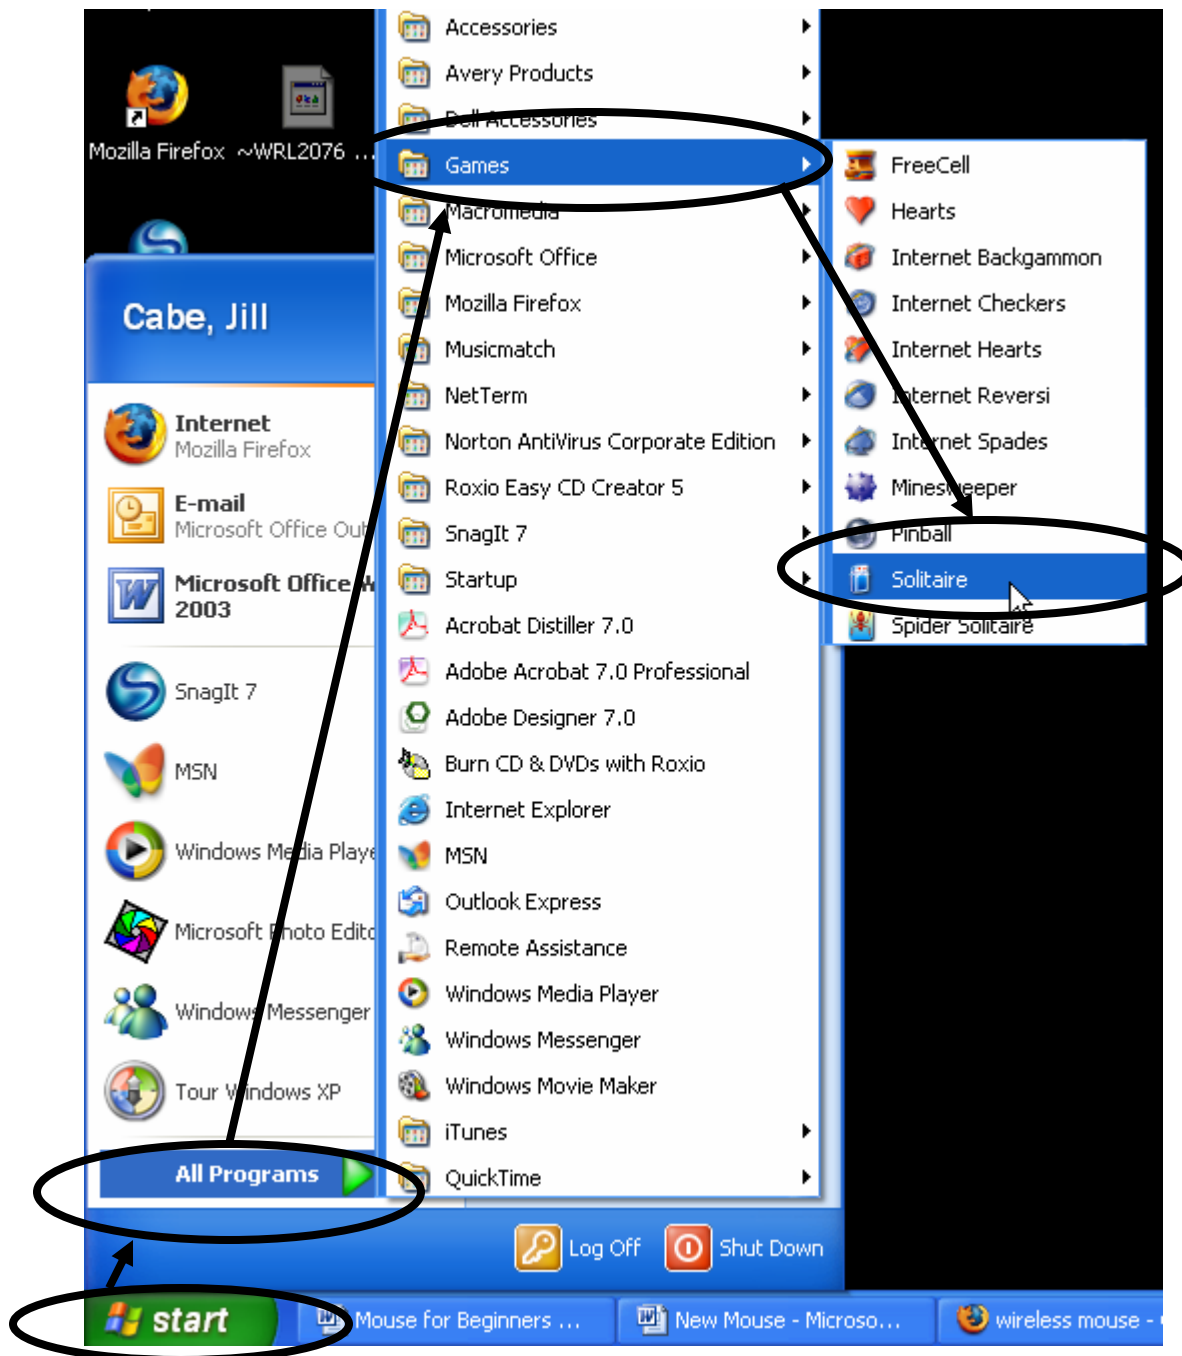 Mozilla Firefox
~WRL2076 ...
Cabe, Jill
Internet
Mozilla Firefox
E-mail
Microsoft Office Out
Microsoft Office W
2003
SnagIt 7
MSN
Windows Media Playe
Microsoft Photo Edito
Windows Messenger
Tour Windows XP
All Programs
Accessories
Avery Products
Dell Accessories
Games
Macromedia
Microsoft Office
Mozilla Firefox
Musicmatch
NetTerm
Norton AntiVirus Corporate Edition
Roxio Easy CD Creator 5
SnagIt 7
Startup
Acrobat Distiller 7.0
Adobe Acrobat 7.0 Professional
Adobe Designer 7.0
Burn CD & DVDs with Roxio
Internet Explorer
MSN
Outlook Express
Remote Assistance
Windows Media Player
Windows Messenger
Windows Movie Maker
iTunes
QuickTime
FreeCell
Hearts
Internet Backgammon
Internet Checkers
Internet Hearts
Internet Reversi
Internet Spades
Minesweeper
Pinball
Solitaire
Spider Solitaire
Log Off
Shut Down
start
Mouse for Beginners ...
New Mouse - Microso...
wireless mouse -